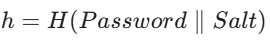 h = H(Password ∥ Salt)